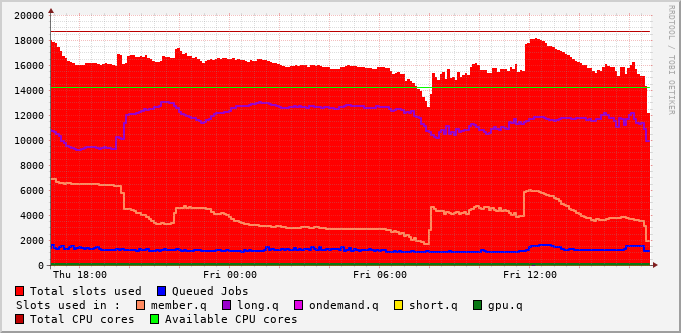 20000
18000
16000
14000
12000
10000
8000
6000
4000
2000
0
Thu 18:00 Fri 00:00 Fri 06:00 Fri 12:00
RRDTOOL / TOBI OETIKER
Total slots used Queued Jobs
Slots used in : member.q long.q ondemand.q short.q gpu.q
Total CPU cores Available CPU cores